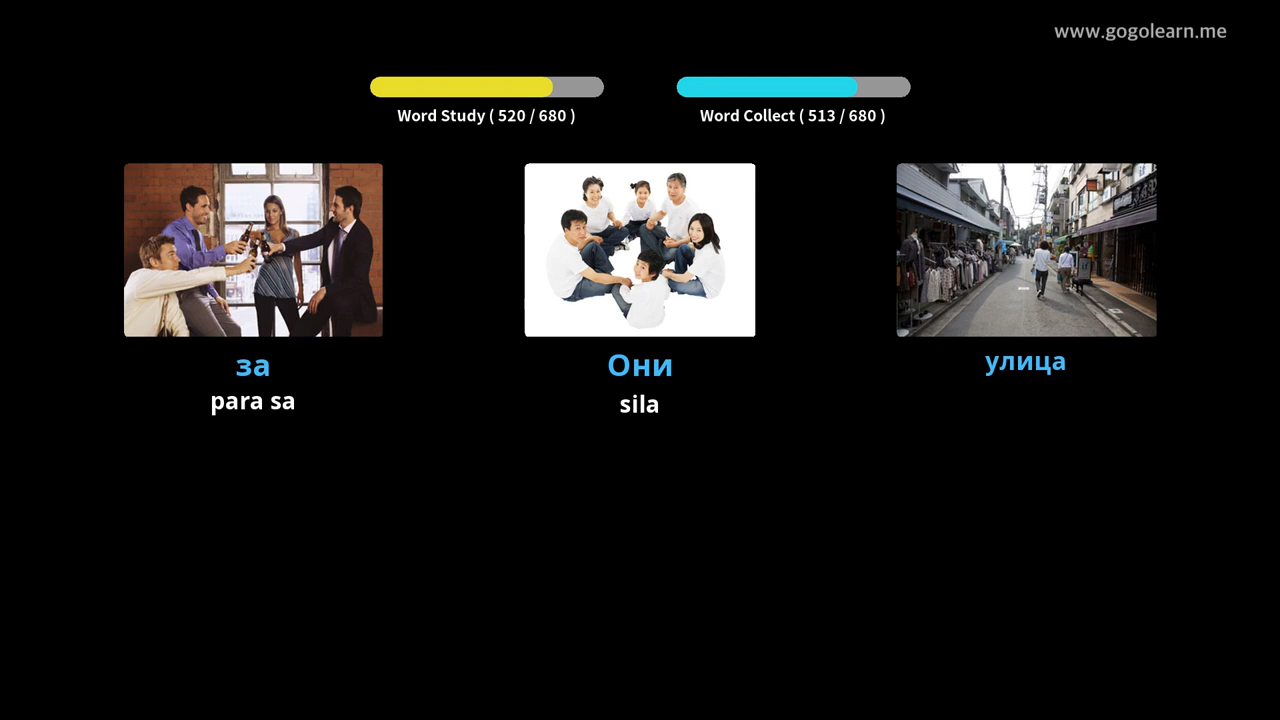 www.gogolearn.me
Word Study ( 520 / 680 )
Word Collect ( 513 / 680 )
за
para sa
Они
sila
улица